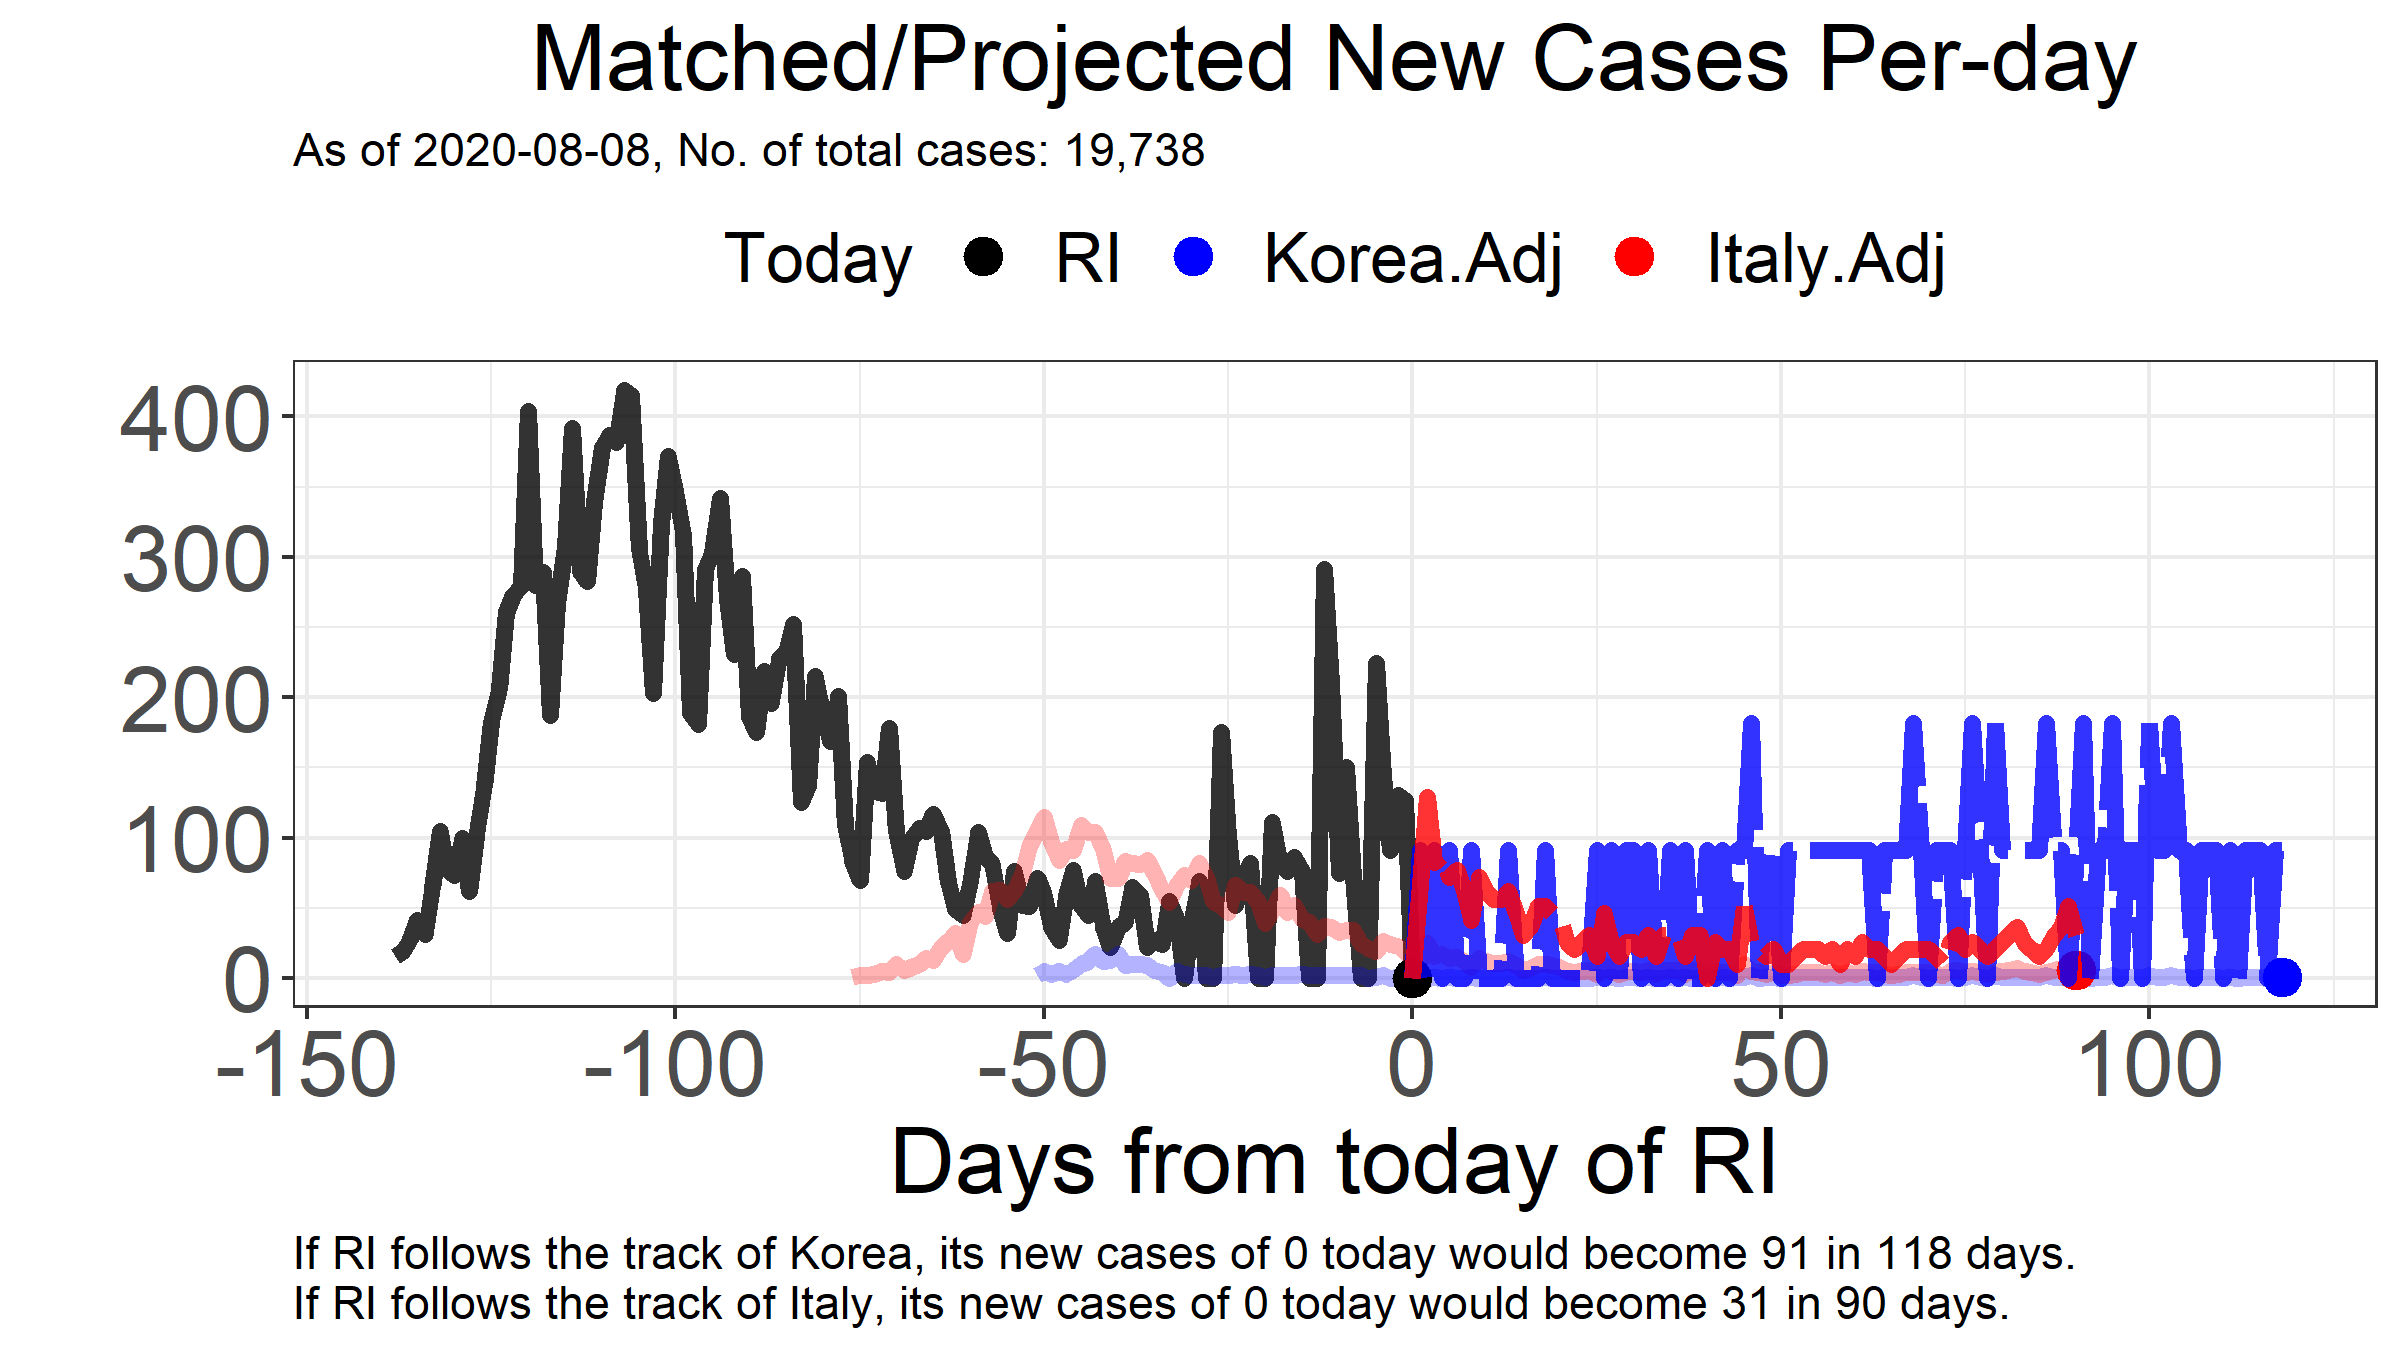 Matched/Projected New Cases Per-day
As of 2020-08-08, No. of total cases: 19,738
Today RI Korea.Adj Italy.Adj
400
300
200
100
0
-150 -100 -50 0 50 100
Days from today of RI
If RI follows the track of Korea, its new cases of 0 today would become 91 in 118 days.
If RI follows the track of Italy, its new cases of 0 today would become 31 in 90 days.